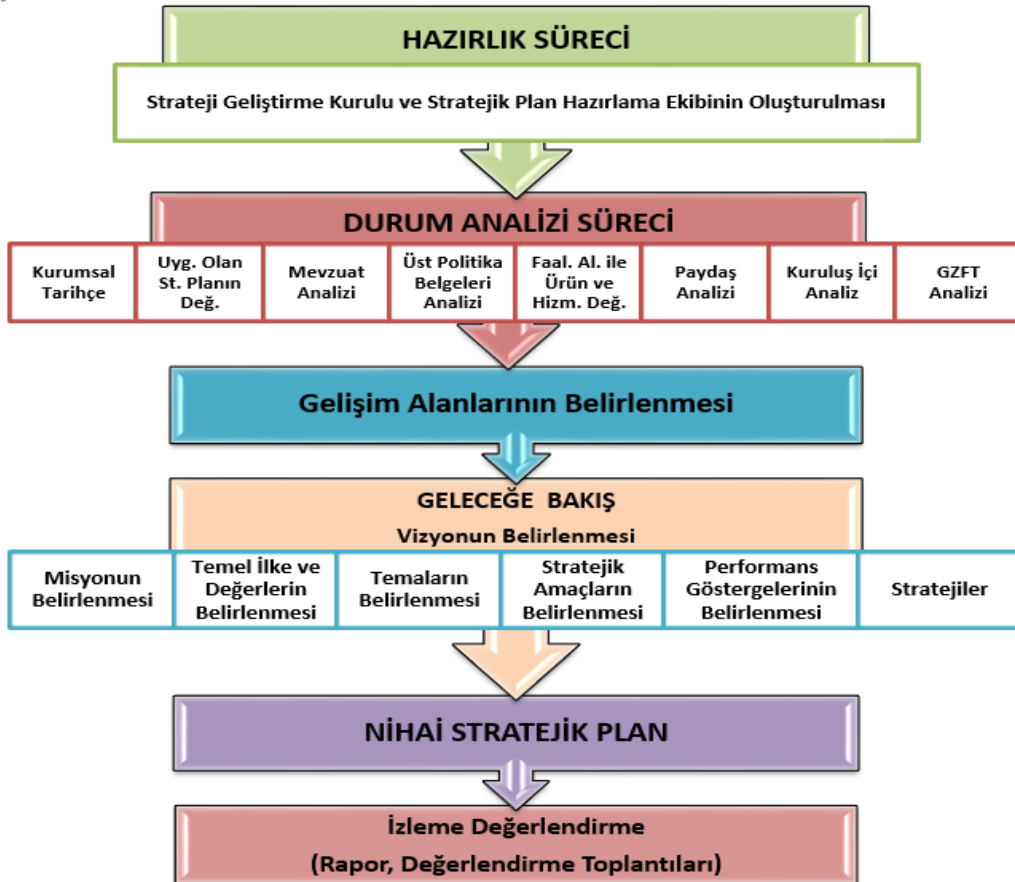 HAZIRLIK SÜRECİ
Strateji Geliştirme Kurulu ve Stratejik Plan Hazırlama Ekibinin Oluşturulması
DURUM ANALİZİ SÜRECİ
Kurumsal
Tarihçe
Uyg. Olan
St. Planın
Değ.
Mevzuat
Analizi
Üst Politika
Belgeleri
Analizi
Faal. Al. ile
Ürün ve
Hizm. Değ.
Paydaş
Analizi
Kuruluş İçi
Analiz
GZFT
Analizi
Gelişim Alanlarının Belirlenmesi
GELECEĞE BAKIŞ
Vizyonun Belirlenmesi
Misyonun
Belirlenmesi
Temel İlke ve
Değerlerin
Belirlenmesi
Temaların
Belirlenmesi
Stratejik
Amaçların
Belirlenmesi
Performans
Göstergelerinin
Belirlenmesi
Stratejiler
NİHAİ STRATEJİK PLAN
İzleme Değerlendirme
(Rapor, Değerlendirme Toplantıları)